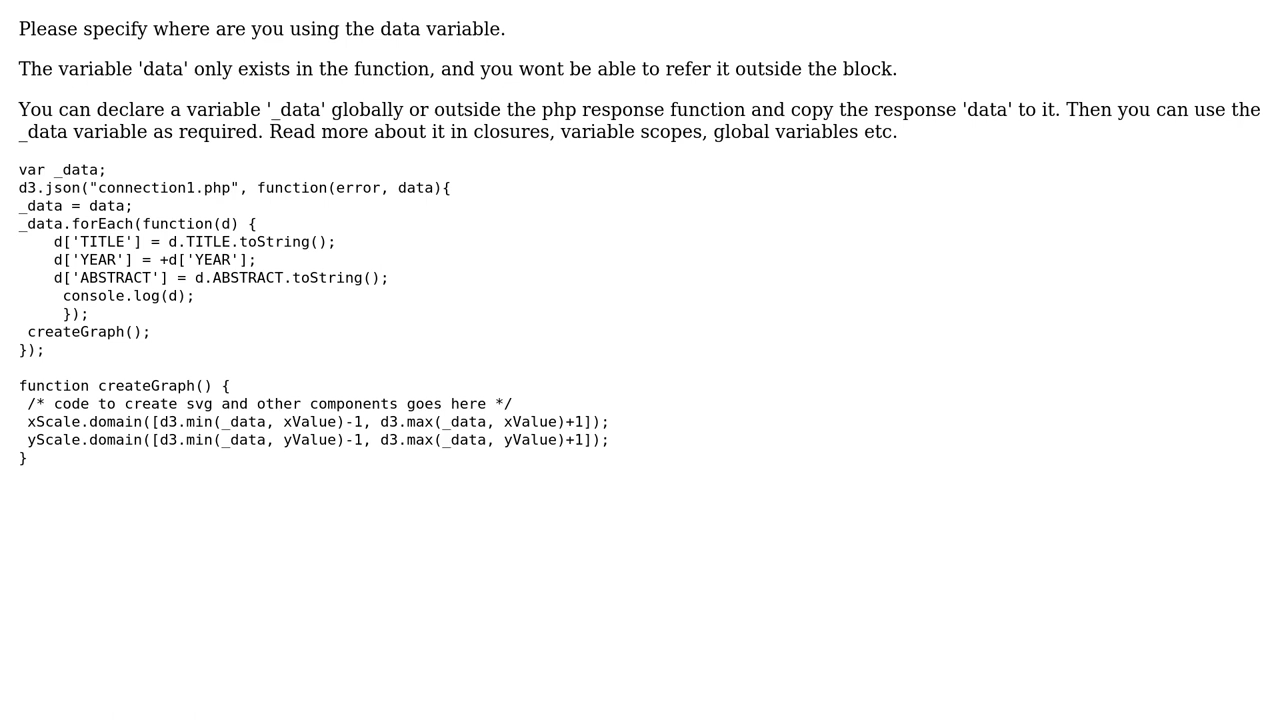 Please specify where are you using the data variable.
The variable 'data' only exists in the function, and you wont be able to refer it outside the block.
You can declare a variable '_data' globally or outside the php response function and copy the response 'data' to it. Then you can use the
_data variable as required. Read more about it in closures, variable scopes, global variables etc.
var _data;
d3.json("connection1.php", function(error, data){
_data = data;
_data.forEach(function(d) {
    d['TITLE'] = d.TITLE.toString();
    d['YEAR'] = +d['YEAR'];
    d['ABSTRACT'] = d.ABSTRACT.toString();
     console.log(d);
     });
 createGraph();
});
function createGraph() {
 /* code to create svg and other components goes here */
 xScale.domain([d3.min(_data, xValue)-1, d3.max(_data, xValue)+1]);
 yScale.domain([d3.min(_data, yValue)-1, d3.max(_data, yValue)+1]);
}